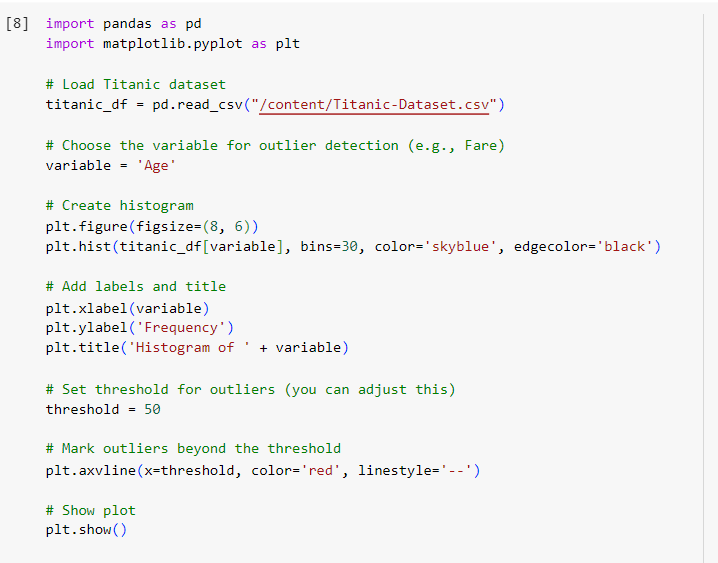 [8] import pandas as pd
import matplotlib.pyplot as plt
# Load Titanic dataset
titanic_df = pd.read_csv("/content/Titanic-Dataset.csv")
# Choose the variable for outlier detection (e.g., Fare)
variable = 'Age'
# Create histogram
plt.figure(figsize=(8, 6))
plt.hist(titanic_df[variable], bins=30, color='skyblue', edgecolor='black')
# Add labels and title
plt.xlabel(variable)
plt.ylabel('Frequency')
plt.title('Histogram of ' + variable)
# Set threshold for outliers (you can adjust this)
threshold = 50
# Mark outliers beyond the threshold
plt.axvline(x=threshold, color='red', linestyle='--')
# Show plot
plt.show()